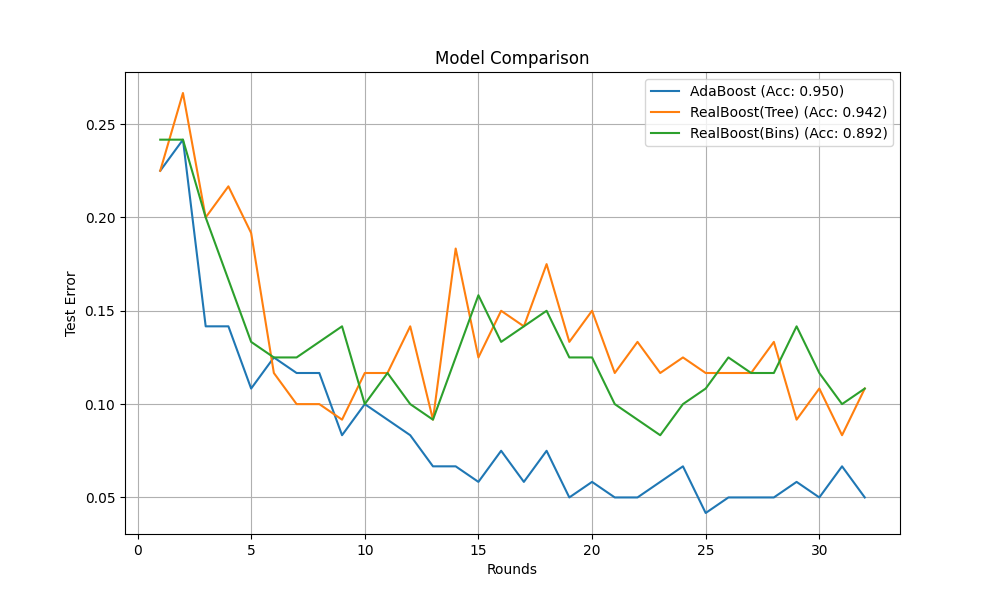 Model Comparison
AdaBoost (Acc: 0.950)
RealBoost(Tree) (Acc: 0.942)
RealBoost(Bins) (Acc: 0.892)
Test Error
0.25
0.20
0.15
0.10
0.05
0 5 10 15 20 25 30
Rounds